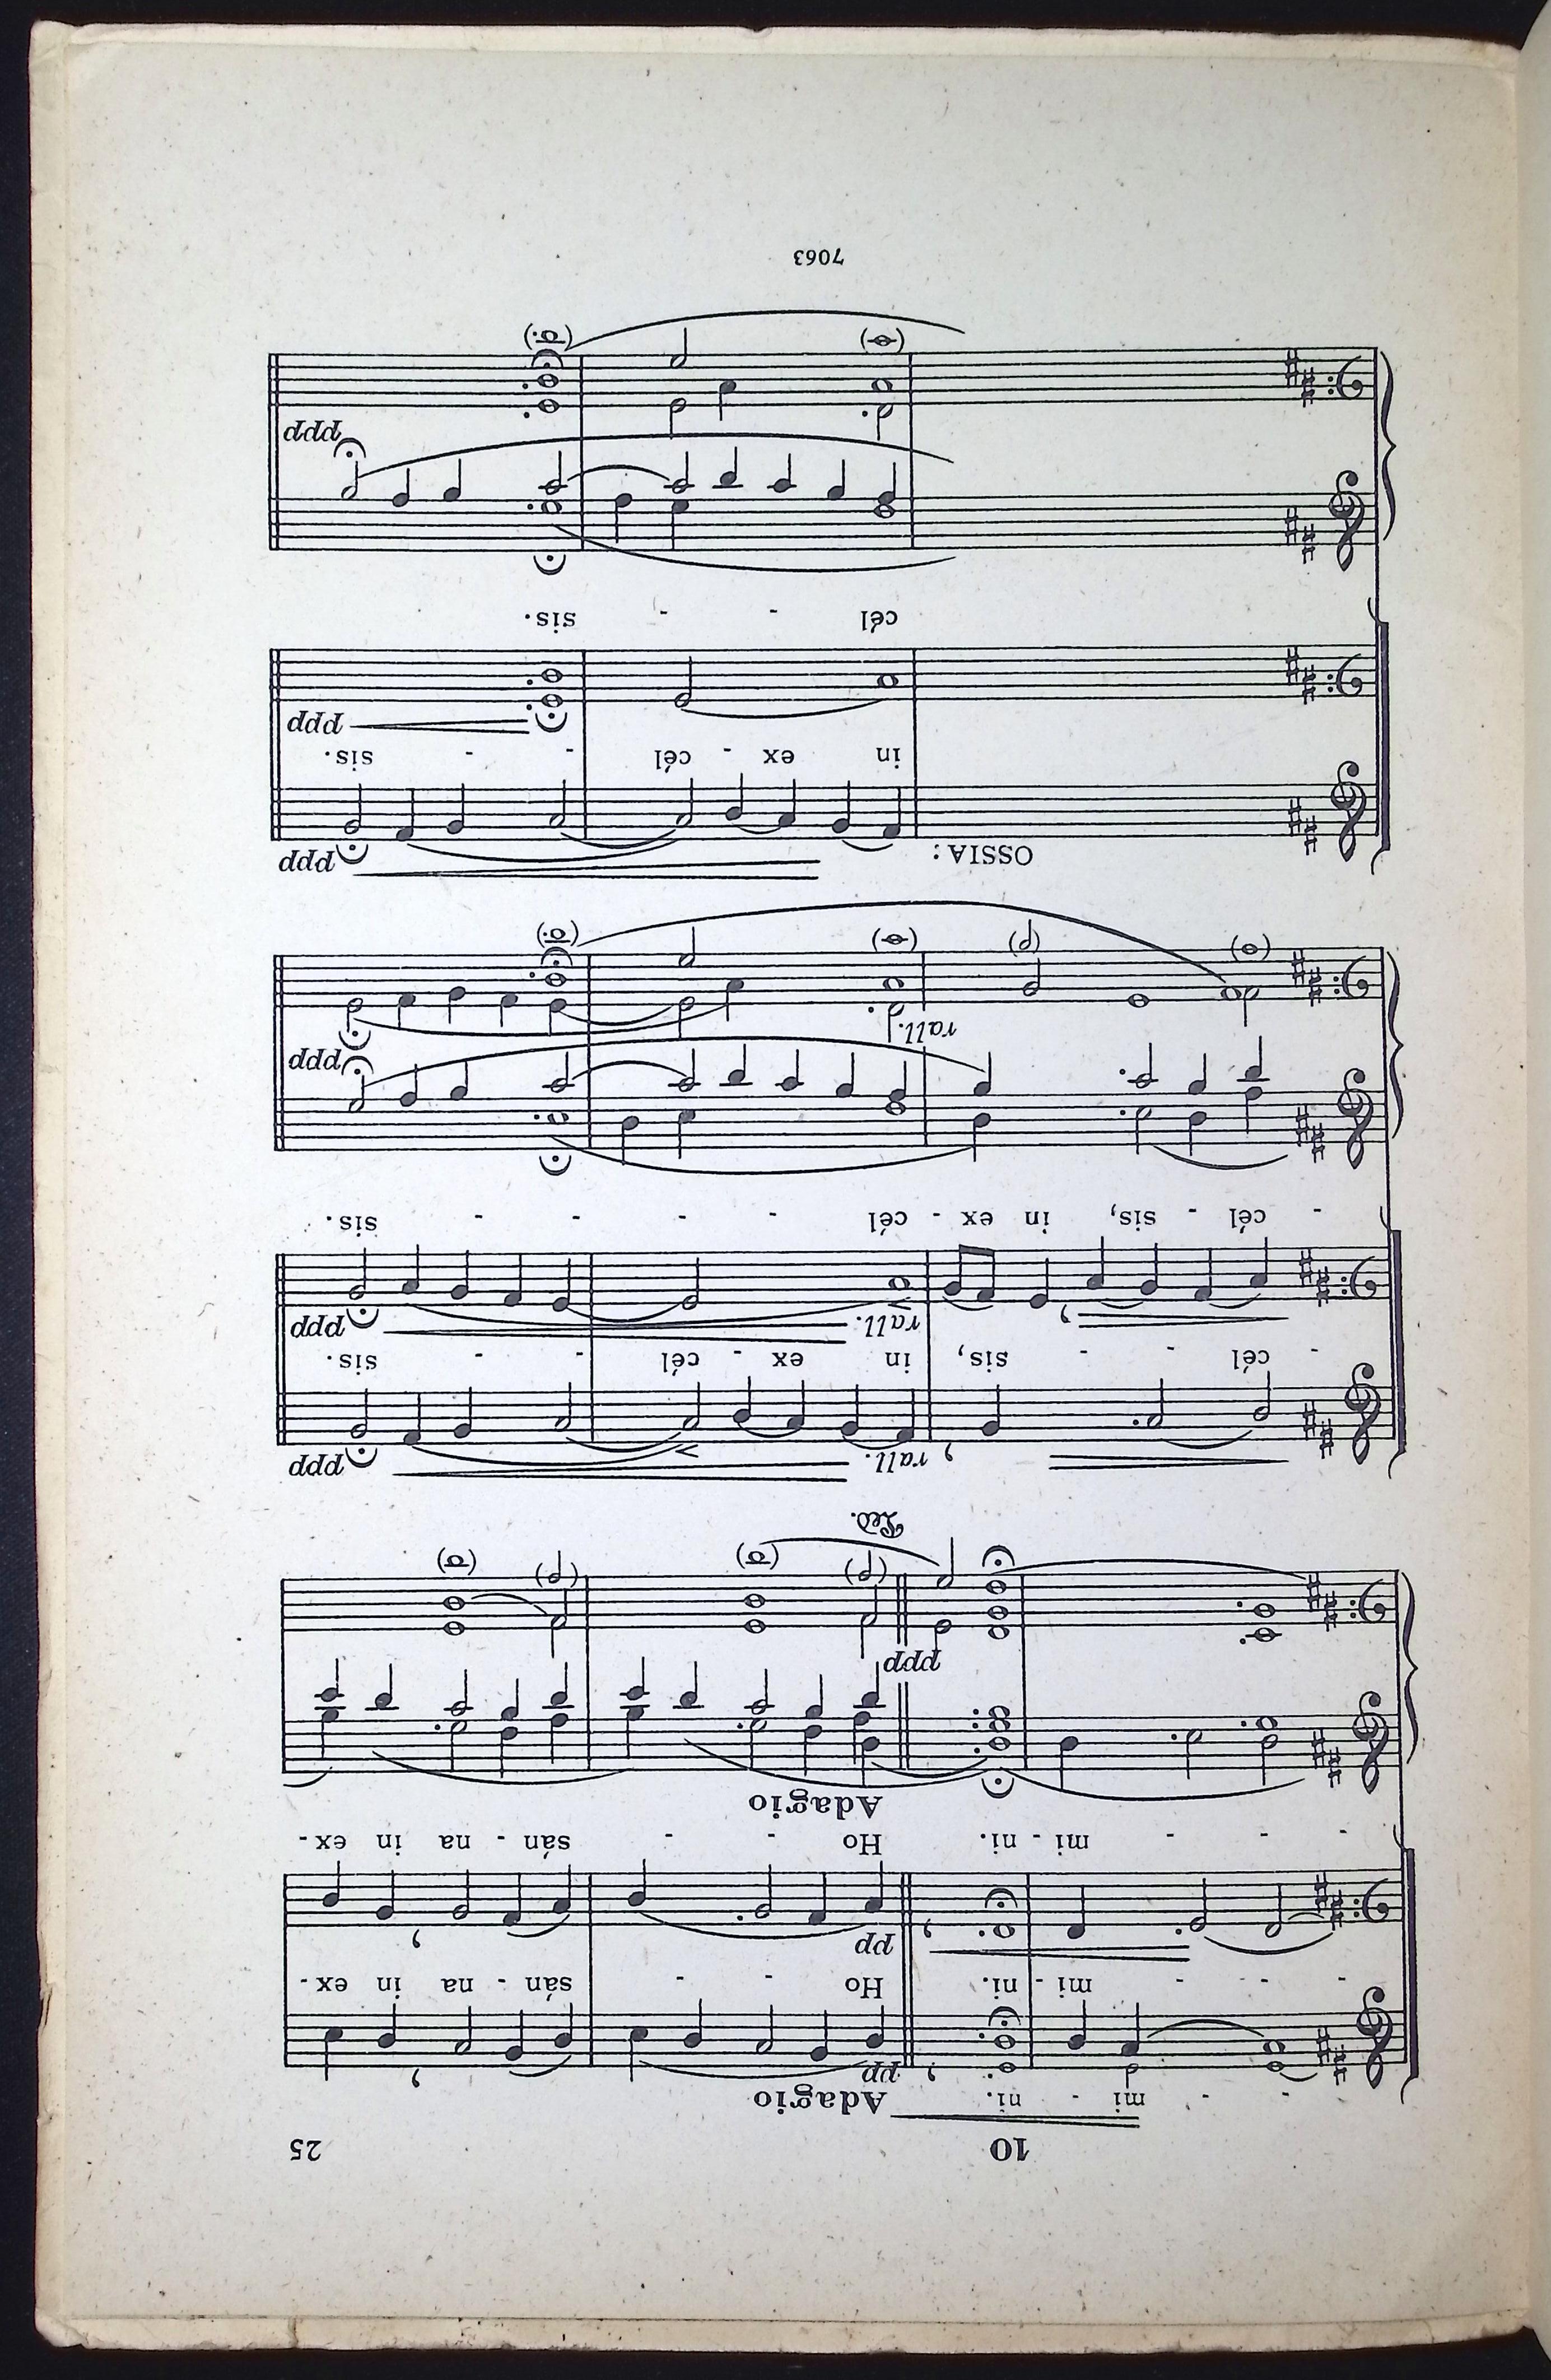 10 25
- - mi - ni. Adagio
pp
- - - mi - ni. Ho - - sán - na in ex -
pp
- - - mi - ni. Ho - - sán - na in ex -
Adagio
ppp
Ped.
rall. ppp
- cél - - sis, in ex - cél - - sis.
rall. ppp
- cél - sis, in ex - cél - - - - sis.
ppp
rall.
OSSIA: ppp
in ex - cél - - sis.
ppp
cél - - sis.
ppp
7063